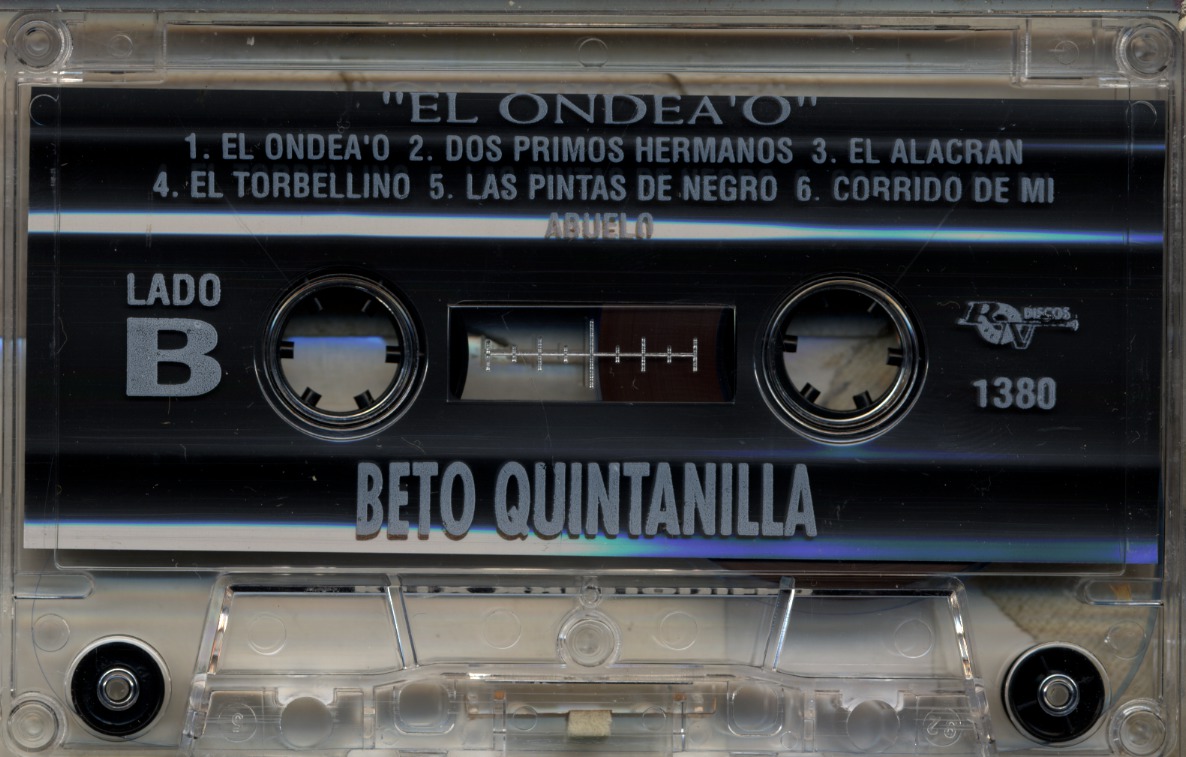 "EL ONDEA'O"
1. EL ONDEA'O 2. DOS PRIMOS HERMANOS 3. EL ALACRAN
4. EL TORBELLINO 5. LAS PINTAS DE NEGRO 6. CORRIDO DE MI
ABUELO
LADO
B
DISCOS
1380
BETO QUINTANILLA